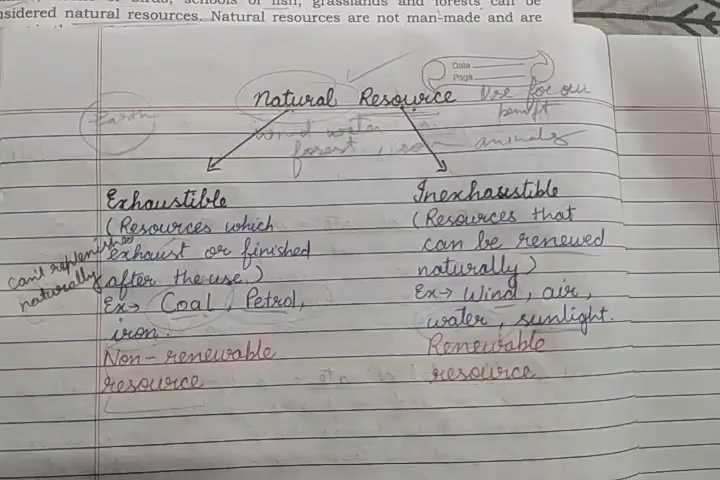 nsidered natural resources. Natural resources are not man-made and are
Date
Page
Natural Resource
Use for our
benefit
Earth
wind water
forest, iron animals
Exhaustible
(Resources which
exhaust or finished
after the use.)
can't replenished
naturally
Ex→ Coal, Petrol,
iron.
Non-renewable
resource
Inexhaustible
(Resources that
can be renewed
naturally)
Ex→ Wind, air,
water, sunlight.
Renewable
resource